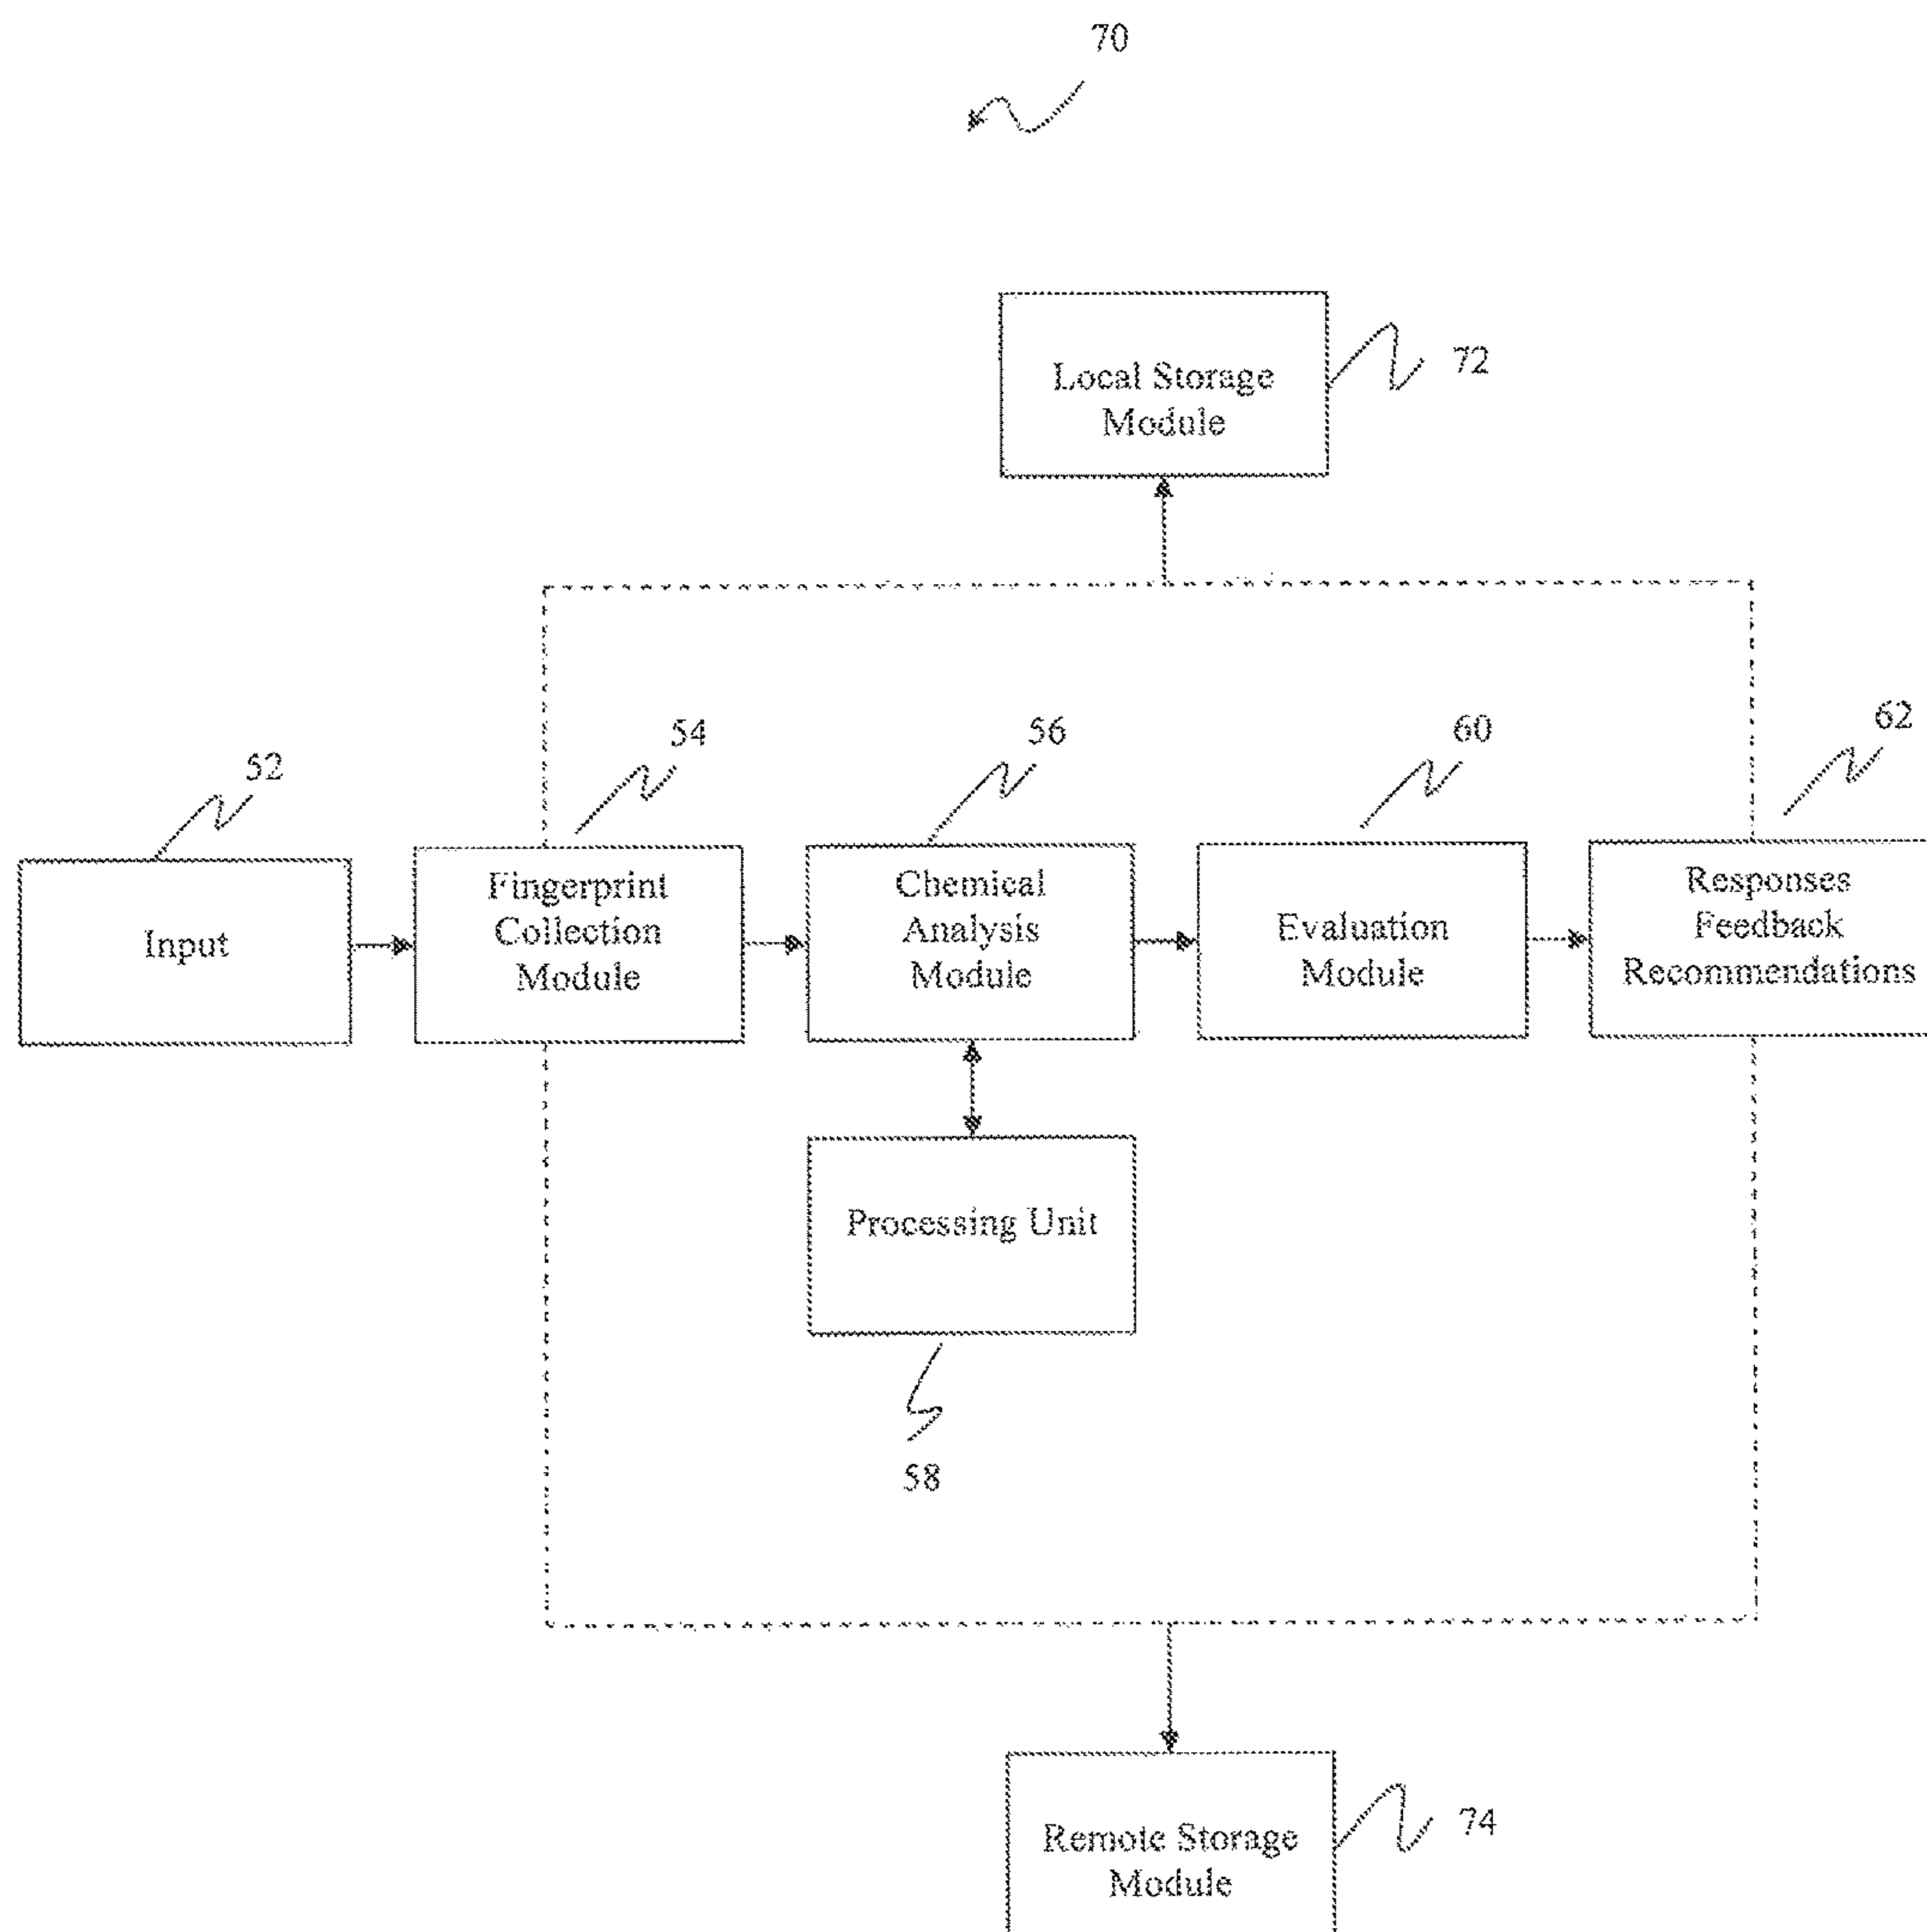 70
Local Storage
Module
72
52
54
56
60
62
Input
Fingerprint
Collection
Module
Chemical
Analysis
Module
Evaluation
Module
Responses
Feedback
Recommendations
Processing Unit
58
Remote Storage
Module
74